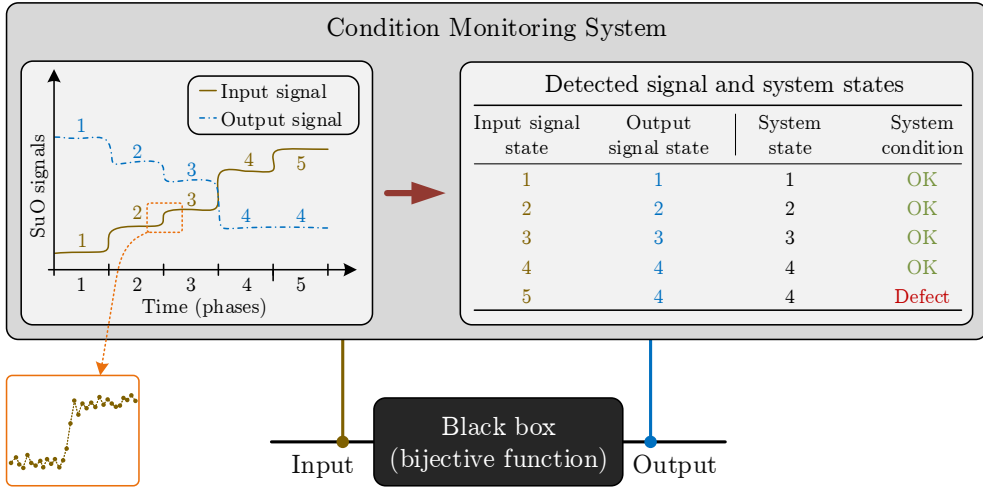 Condition Monitoring System
SuO signals
Input signal
Output signal
1
2
3
4
4
1
2
3
4
5
1
2
3
4
5
Time (phases)
Detected signal and system states
Input signal state
Output signal state
System state
System condition
1 1 1 OK
2 2 2 OK
3 3 3 OK
4 4 4 OK
5 4 4 Defect
Black box
(bijective function)
Input
Output